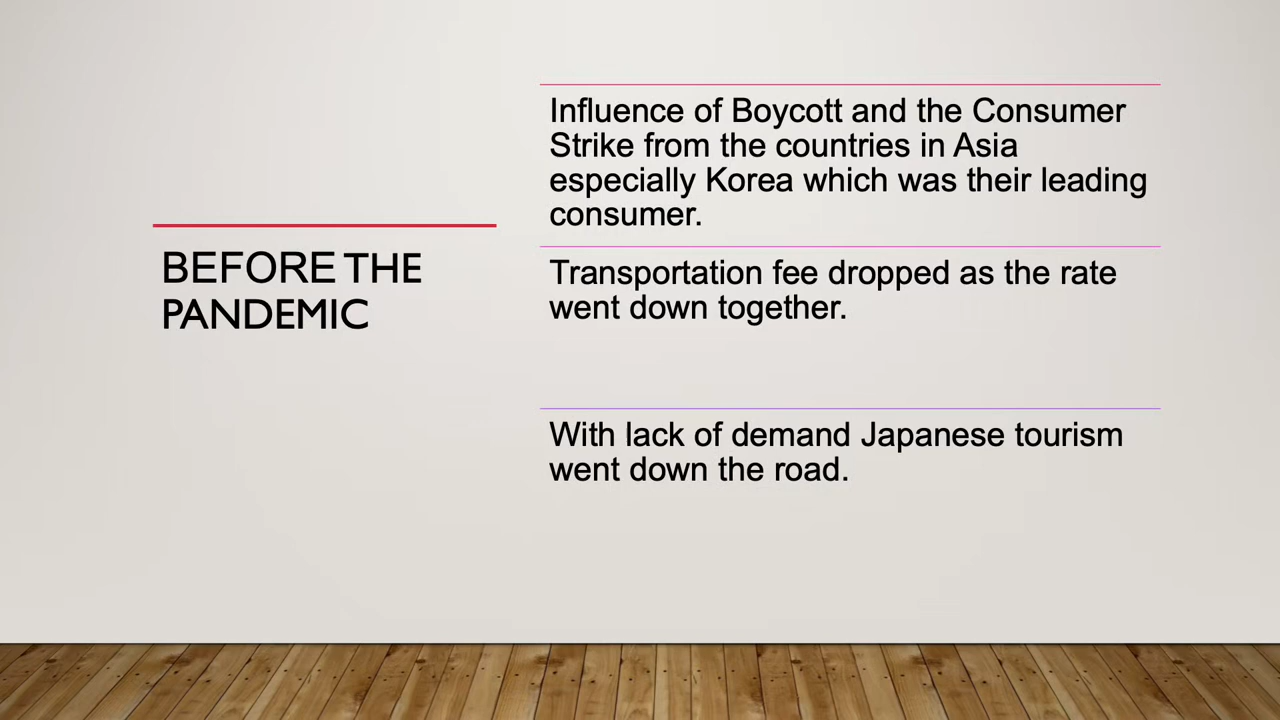 BEFORE THE
PANDEMIC
Influence of Boycott and the Consumer
Strike from the countries in Asia
especially Korea which was their leading
consumer.
Transportation fee dropped as the rate
went down together.
With lack of demand Japanese tourism
went down the road.